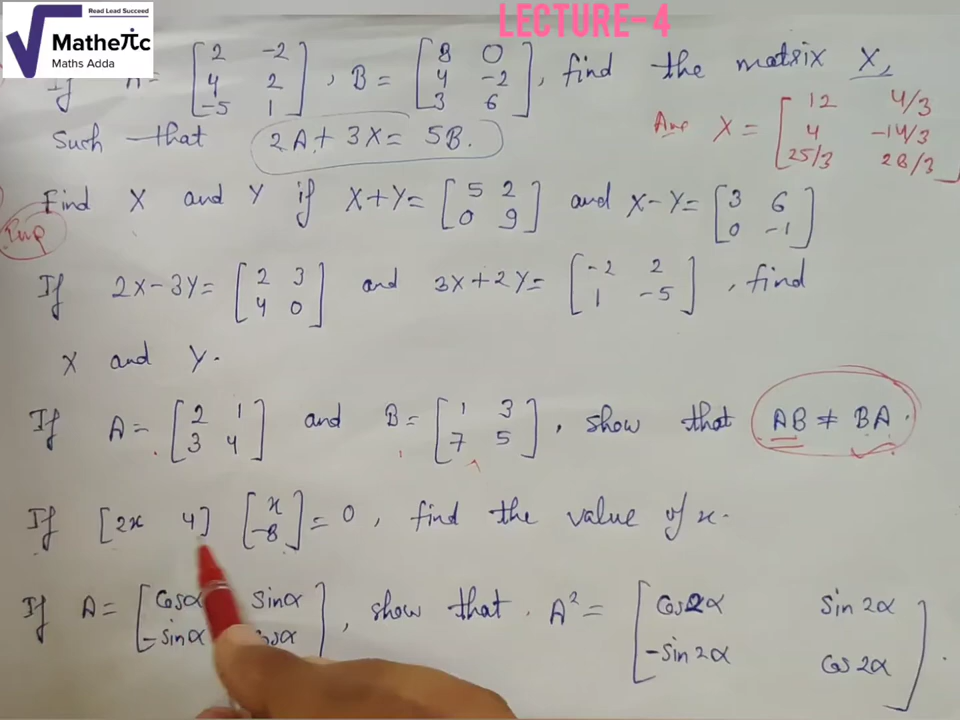 LECTURE-4
Read Lead Succeed
Matheπc
Maths Adda
If A = [2 -2; 4 2; -5 1], B = [8 0; 4 -2; 3 6], find the matrix X,
Such that 2A + 3X = 5B.
Ans X = [12 4/3; 4 -14/3; 25/3 28/3]
Find X and Y if X+Y= [5 2; 0 9] and X-Y= [3 6; 0 -1]
Imp
If 2X-3Y= [2 3; 4 0] and 3X+2Y= [-2 2; 1 -5], find
X and Y.
If A= [2 1; 3 4] and B= [1 3; 7 5], show that AB ≠ BA.
If [2x 4] [x; -8] = 0, find the value of x.
If A= [Cosα Sinα; -Sinα Cosα], show that A² = [Cos2α Sin2α; -Sin2α Cos2α].